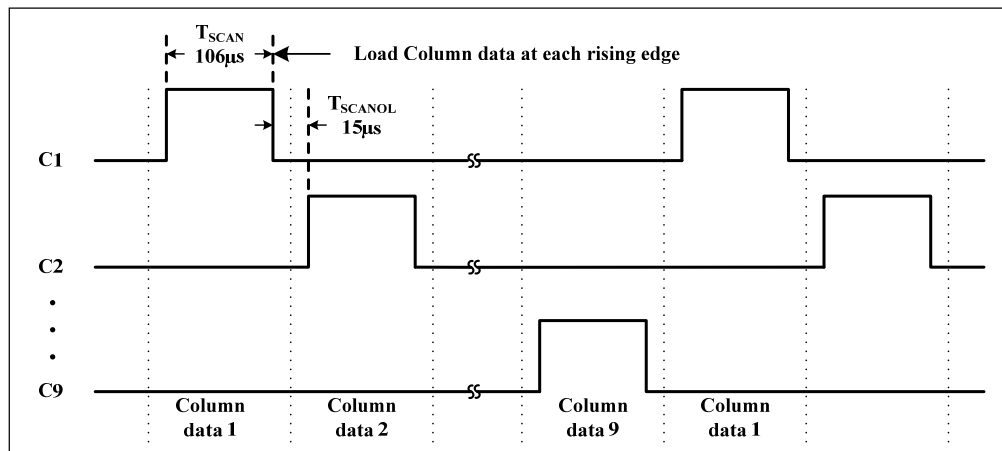 TSCAN
106µs
Load Column data at each rising edge
TSCANOL
15µs
C1
C2
C9
Column data 1
Column data 2
Column data 9
Column data 1